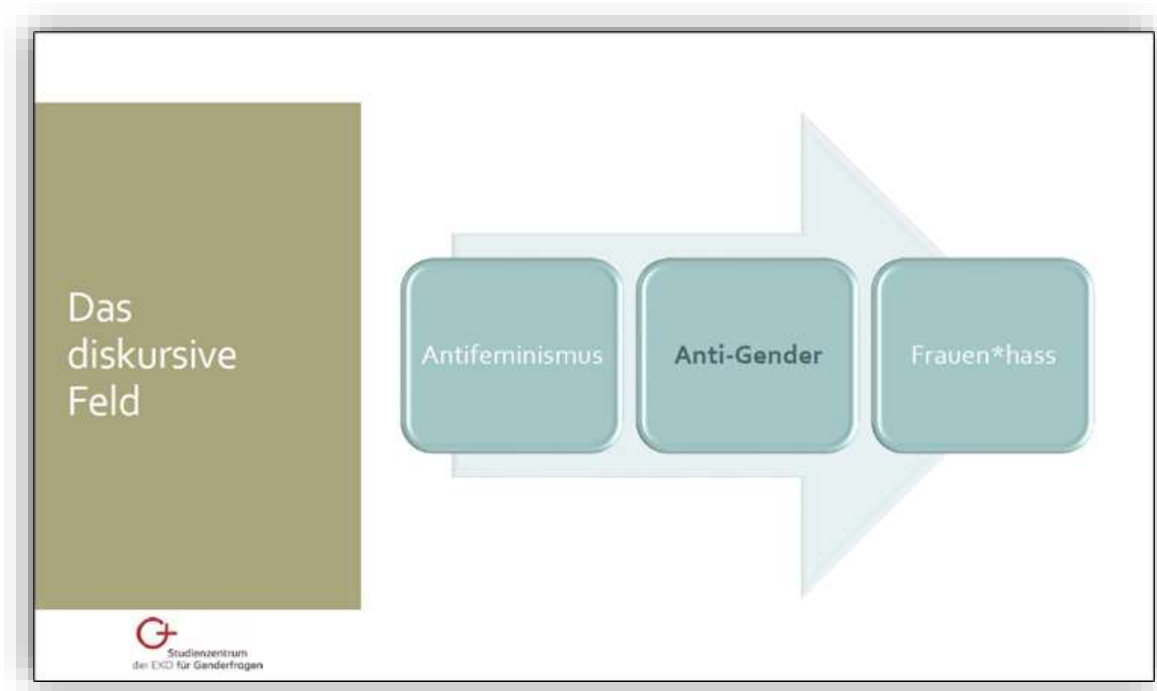 Das
diskursive
Feld
Antifeminismus
Anti-Gender
Frauen*hass
Studienzentrum
der EKD für Genderfragen